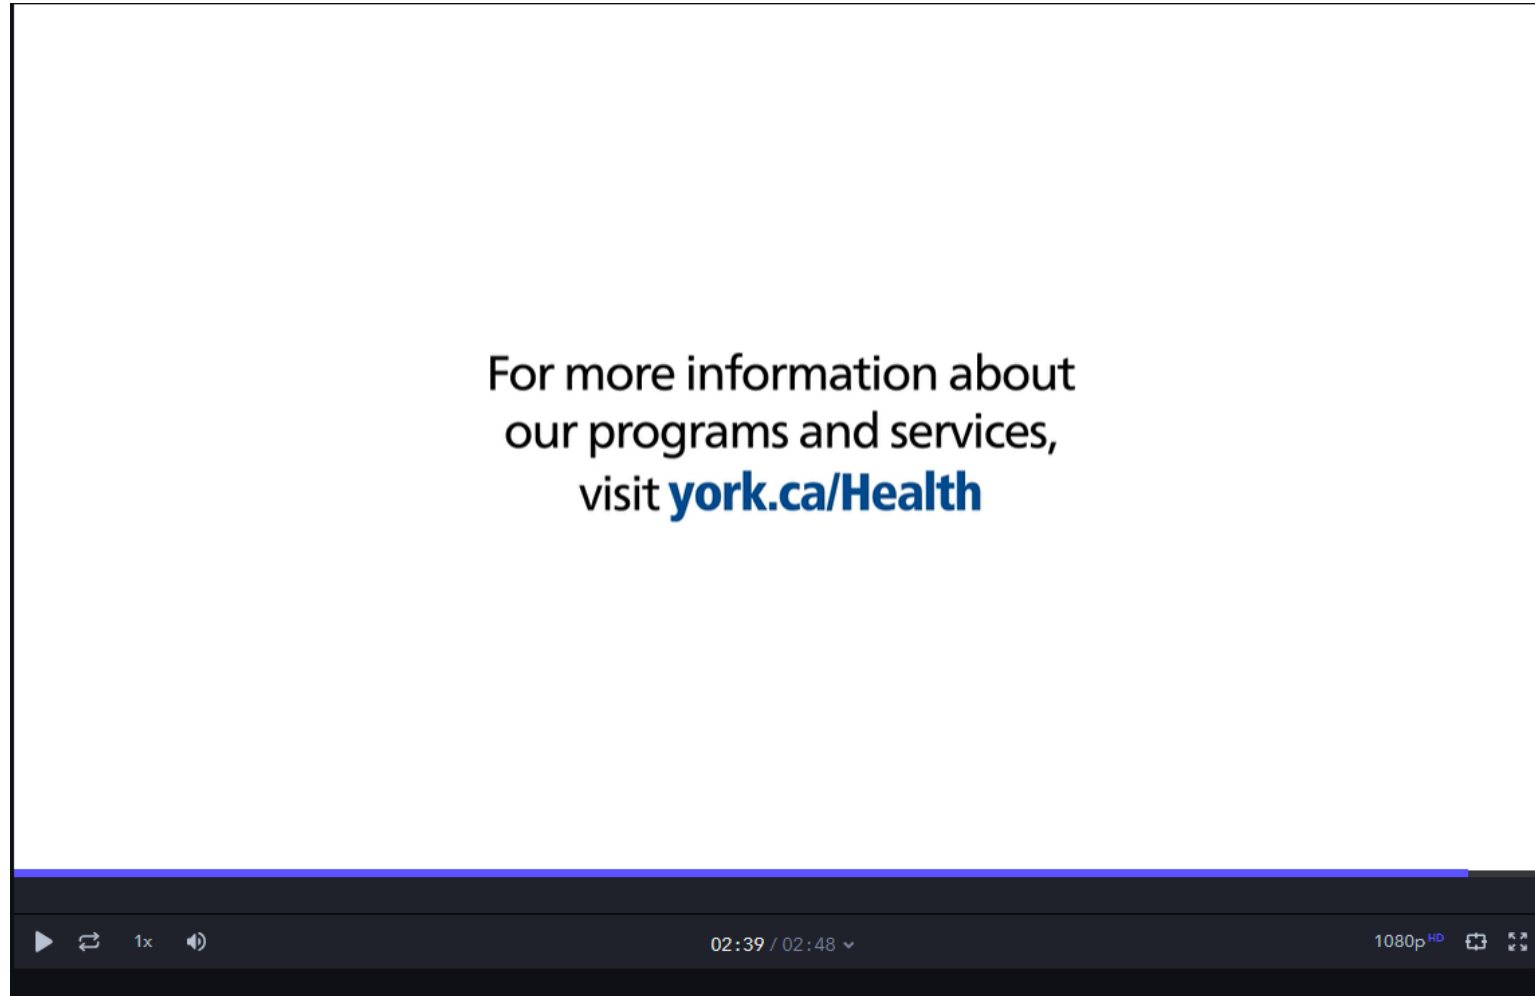 For more information about
our programs and services,
visit york.ca/Health
1x
02:39 / 02:48
1080p HD